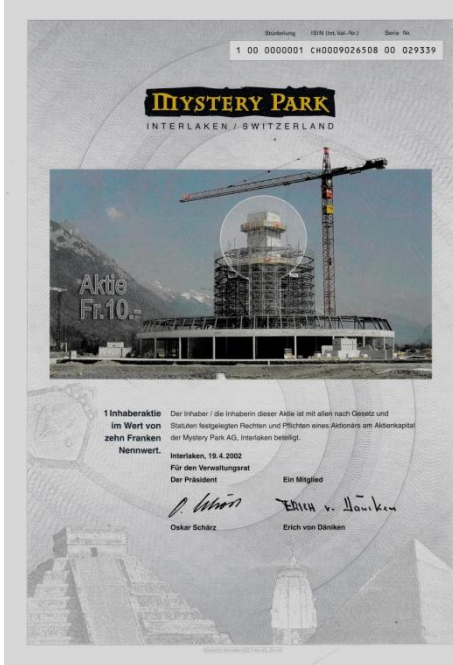 Stückelung ISIN (Int. Val.-Nr.) Serie Nr.
1 00 0000001 CH0009026508 00 029339
MYSTERY PARK
INTERLAKEN / SWITZERLAND
Aktie
Fr.10.-
1 Inhaberaktie
im Wert von
zehn Franken
Nennwert.
Der Inhaber / die Inhaberin dieser Aktie ist mit allen nach Gesetz und
Statuten festgelegten Rechten und Pflichten eines Aktionärs am Aktienkapital
der Mystery Park AG, Interlaken beteiligt.
Interlaken, 19.4.2002
Für den Verwaltungsrat
Der Präsident Ein Mitglied
O. Schärz ERICH v. Däniken
Oskar Schärz Erich von Däniken